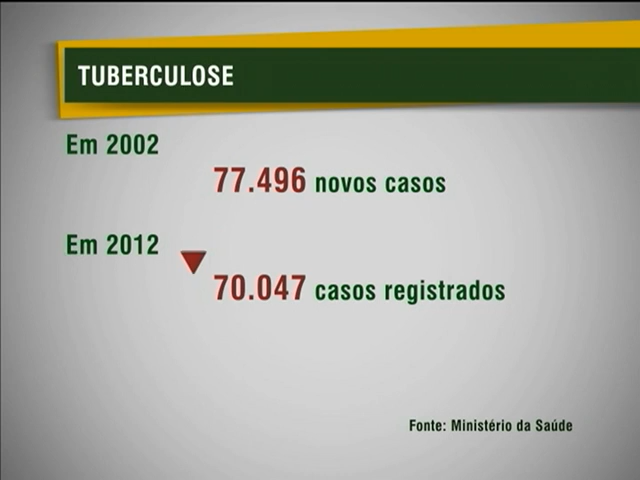 TUBERCULOSE
Em 2002
77.496 novos casos
Em 2012
70.047 casos registrados
Fonte: Ministério da Saúde